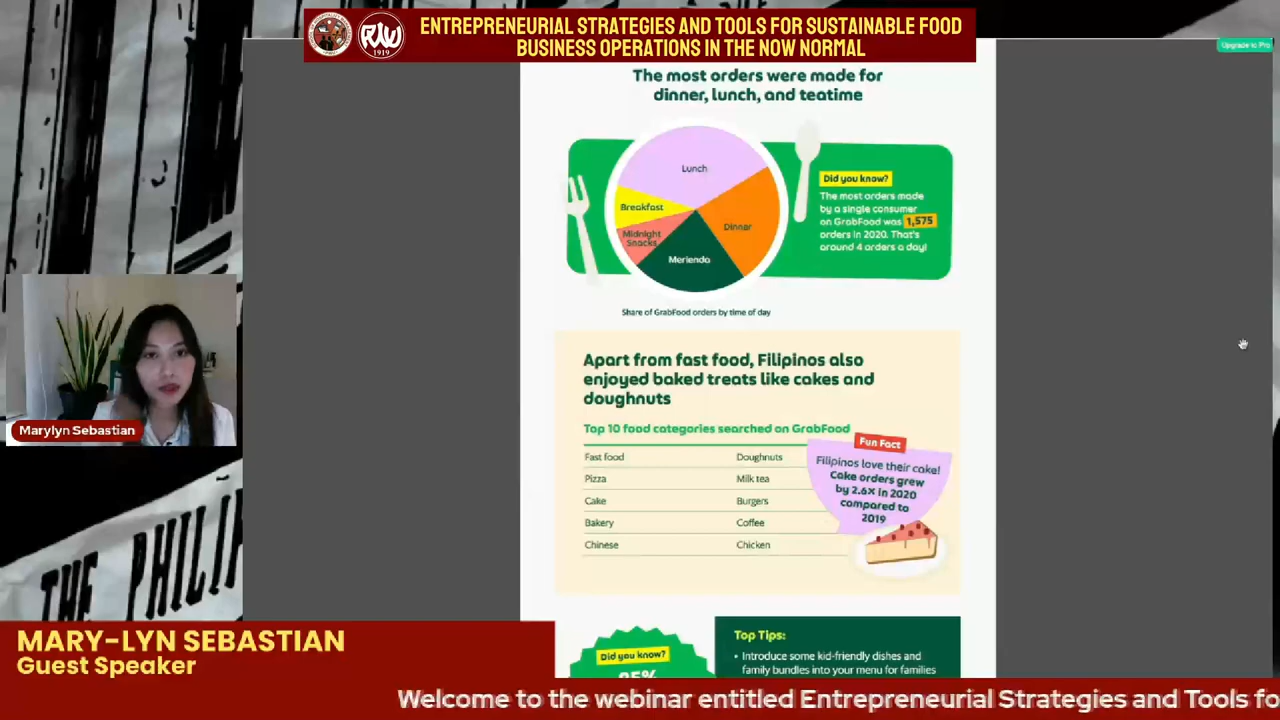 ENTREPRENEURIAL STRATEGIES AND TOOLS FOR SUSTAINABLE FOOD
BUSINESS OPERATIONS IN THE NOW NORMAL
1919
Upgrade to Pro
The most orders were made for
dinner, lunch, and teatime
Lunch
Breakfast
Midnight
Snacks
Dinner
Merienda
Did you know?
The most orders made
by a single consumer
on GrabFood was 1,575
orders in 2020. That's
around 4 orders a day!
Share of GrabFood orders by time of day
Apart from fast food, Filipinos also
enjoyed baked treats like cakes and
doughnuts
Top 10 food categories searched on GrabFood
Fast food
Doughnuts
Pizza
Milk tea
Cake
Burgers
Bakery
Coffee
Chinese
Chicken
Fun Fact
Filipinos love their cake!
Cake orders grew
by 2.6X in 2020
compared to
2019
Did you know?
Top Tips:
• Introduce some kid-friendly dishes and
family bundles into your menu for families
Marylyn Sebastian
THE PHILI
MARY-LYN SEBASTIAN
Guest Speaker
Welcome to the webinar entitled Entrepreneurial Strategies and Tools fo